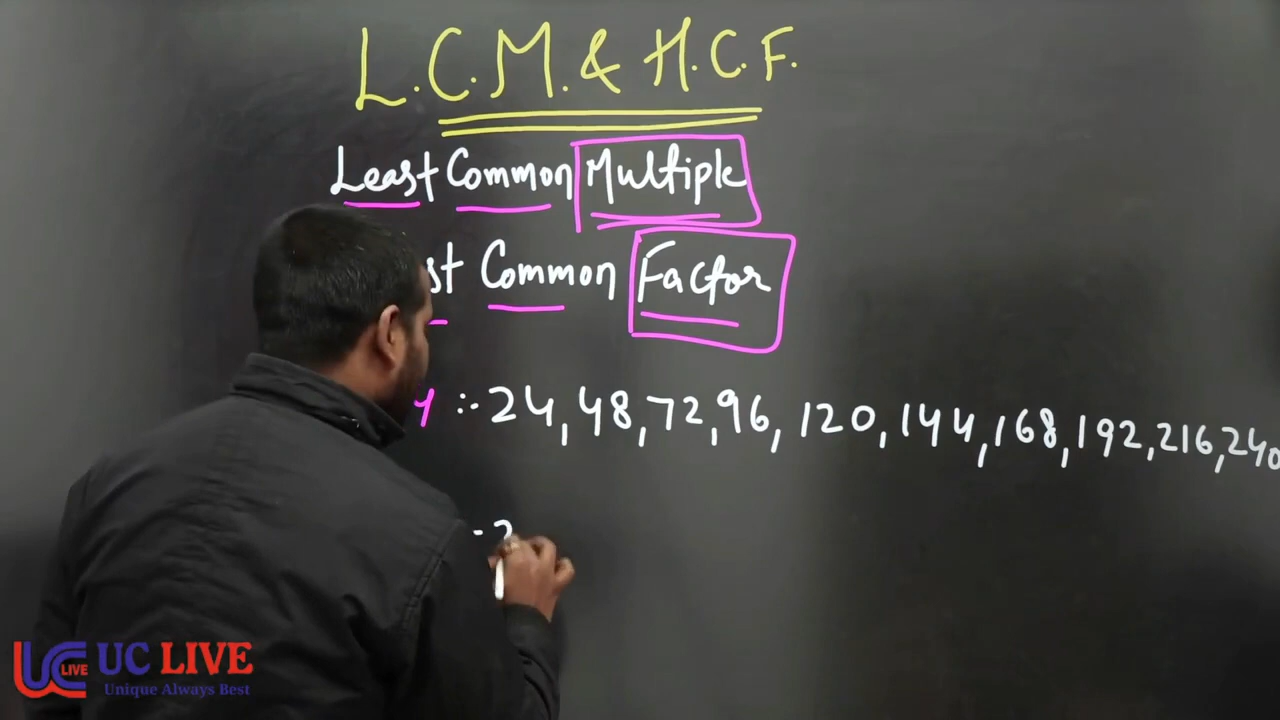 L.C.M. & H.C.F.
Least Common Multiple
st Common Factor
4 :- 24, 48, 72, 96, 120, 144, 168, 192, 216, 240
UC LIVE
LIVE
Unique Always Best